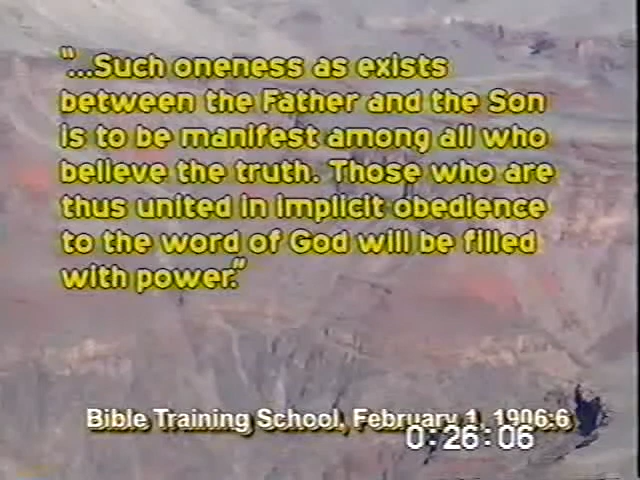 "...Such oneness as exists
between the Father and the Son
is to be manifest among all who
believe the truth. Those who are
thus united in implicit obedience
to the word of God will be filled
with power."
Bible Training School, February 1, 1906:6
0:26:06